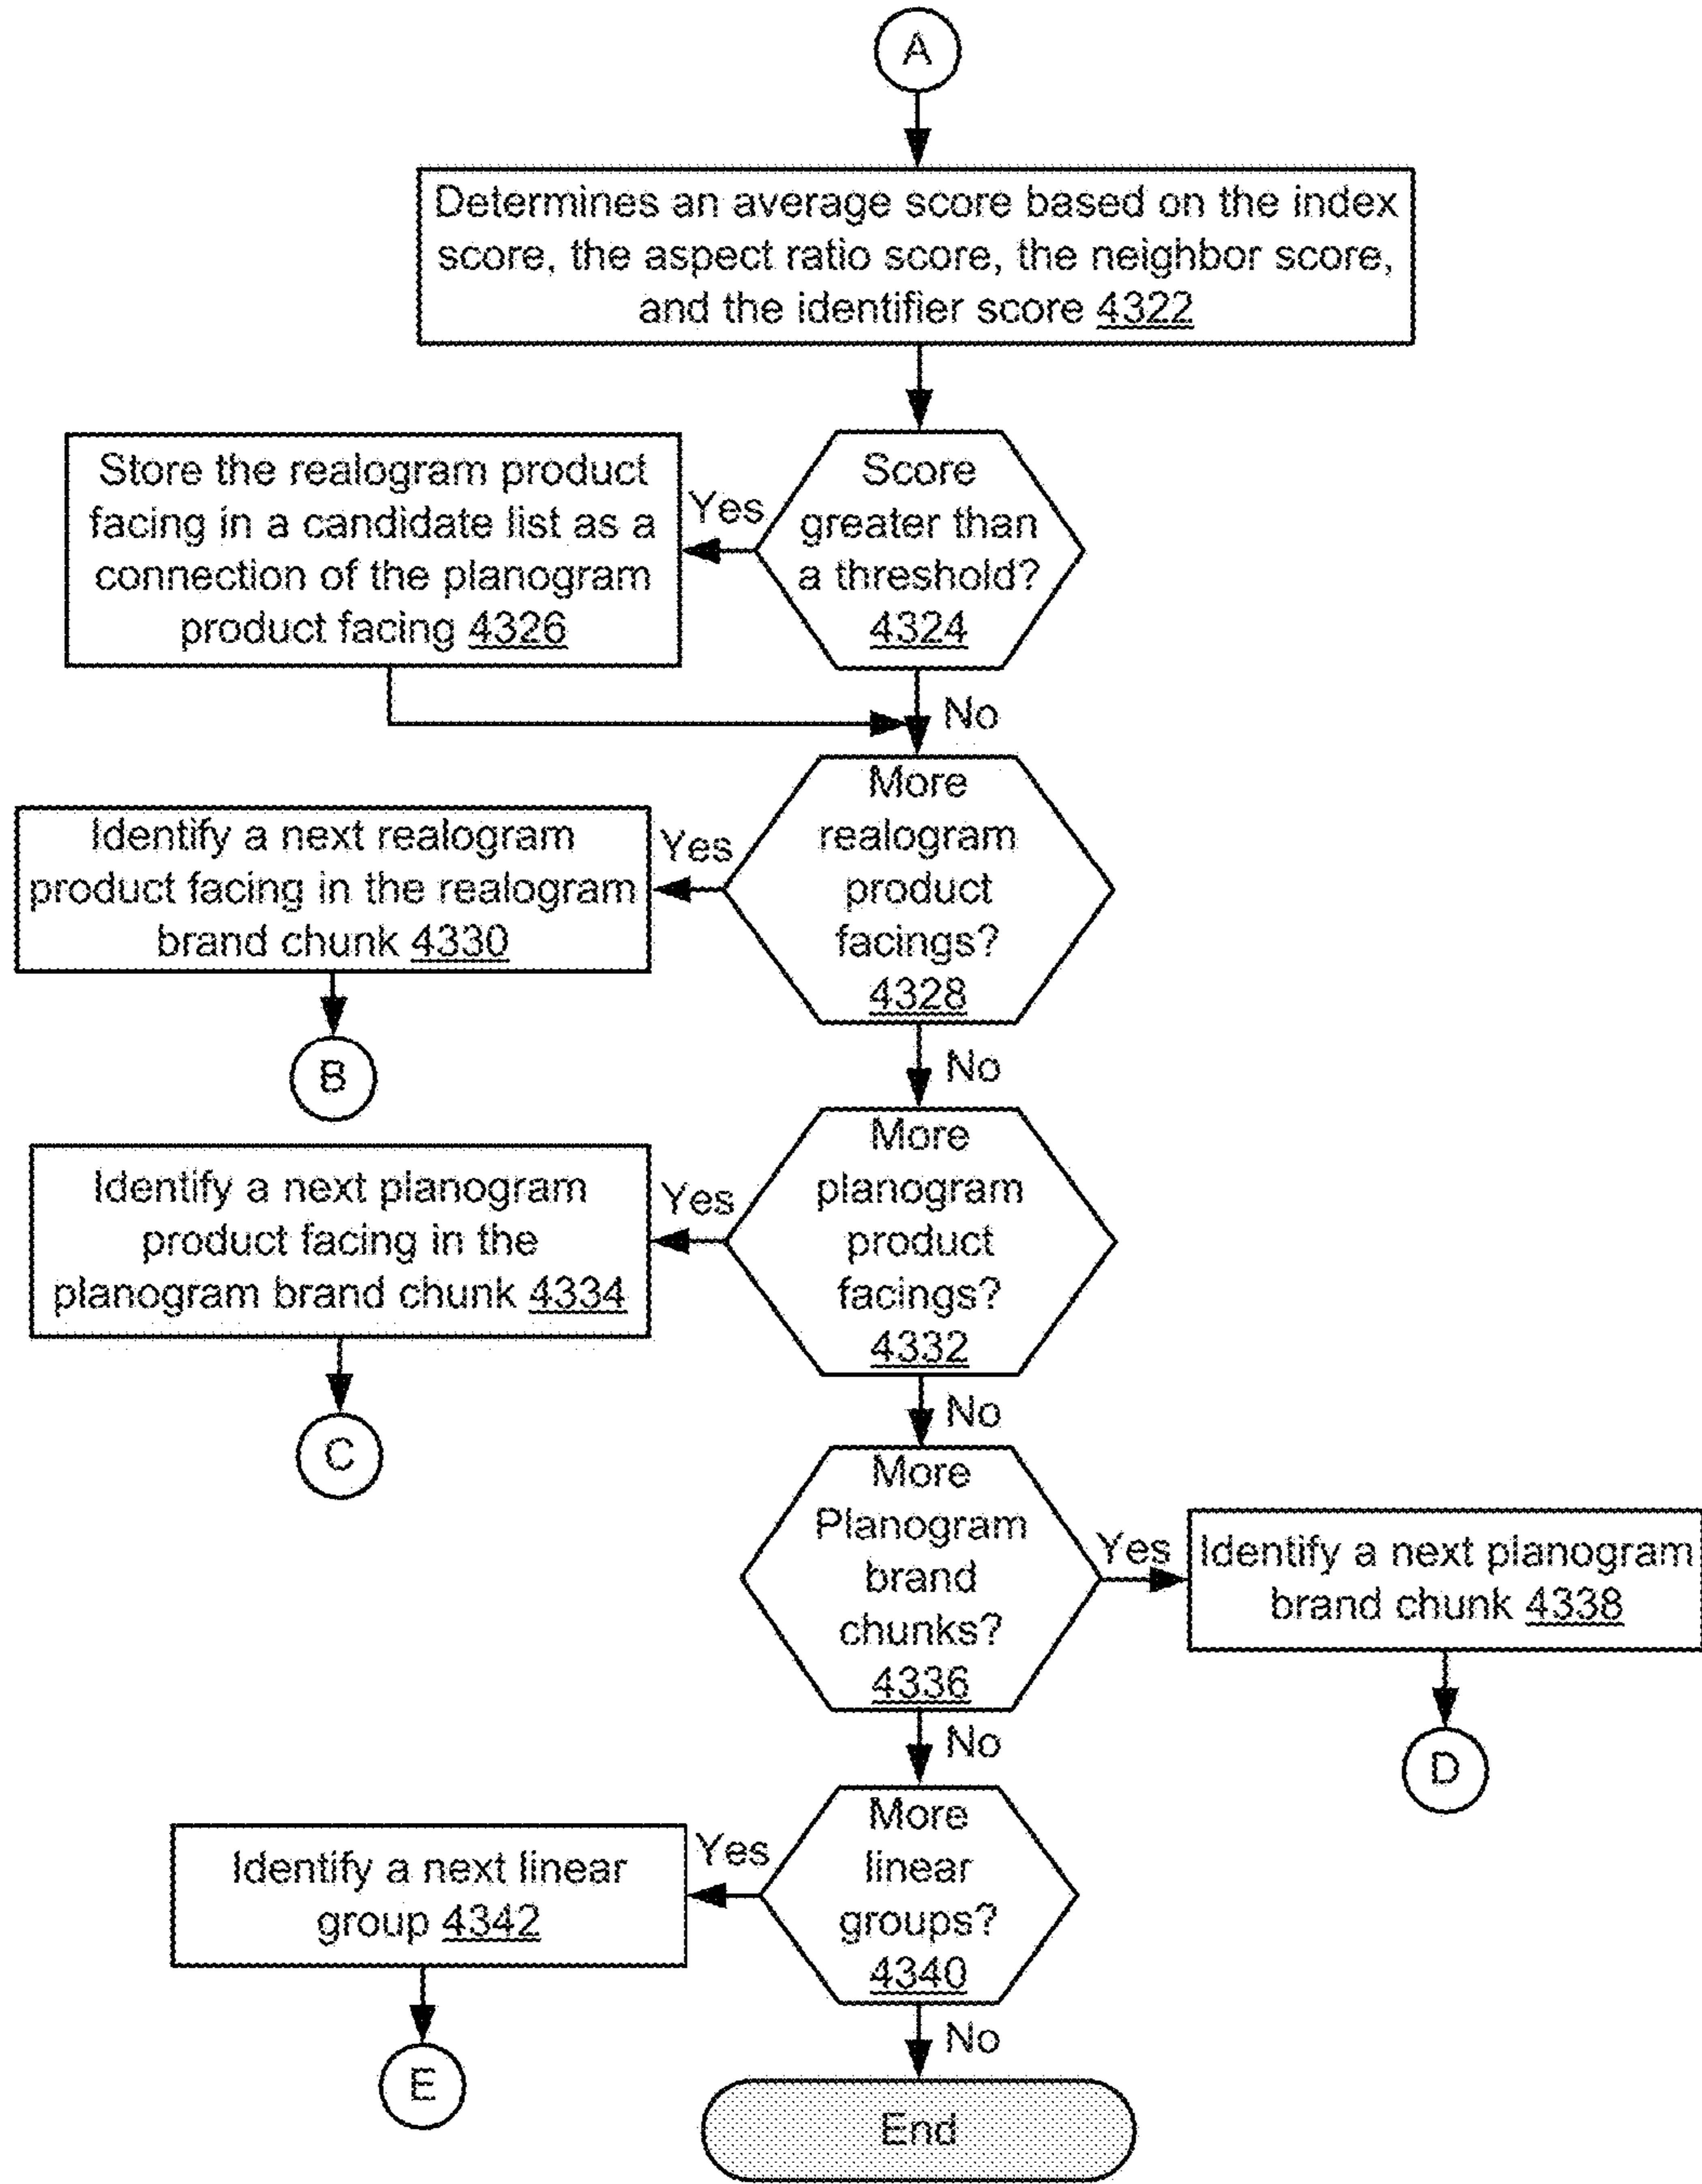 A
Determines an average score based on the index
score, the aspect ratio score, the neighbor score,
and the identifier score 4322
Score
greater than
a threshold?
4324
Yes
Store the realogram product
facing in a candidate list as a
connection of the planogram
product facing 4326
No
More
realogram
product
facings?
4328
Yes
Identify a next realogram
product facing in the realogram
brand chunk 4330
B
No
More
planogram
product
facings?
4332
Yes
Identify a next planogram
product facing in the
planogram brand chunk 4334
C
No
More
Planogram
brand
chunks?
4336
Yes
Identify a next planogram
brand chunk 4338
D
No
More
linear
groups?
4340
Yes
Identify a next linear
group 4342
E
No
End